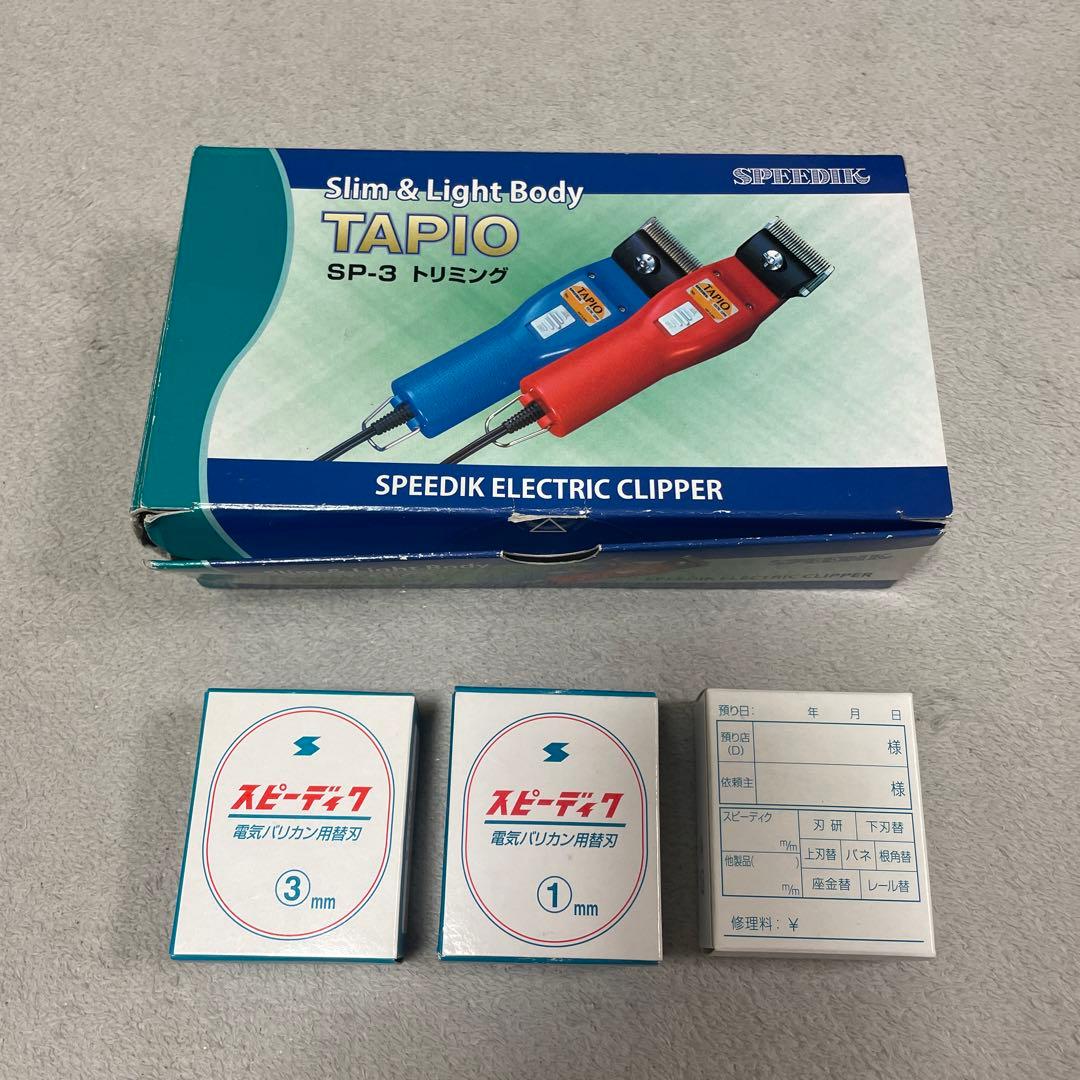 SPEEDIK
Slim & Light Body
TAPIO
SP-3 トリミング
TAPIO
TAPIO
SPEEDIK ELECTRIC CLIPPER
Slim & Light Body
SPEEDIK
SPEEDIK ELECTRIC CLIPPER
スピーディク
電気バリカン用替刃
③mm
スピーディク
電気バリカン用替刃
①mm
預り日: 年 月 日
預り店(D) 様
依頼主 様
スピーディク m/m 刃研 下刃替
他製品( ) m/m 上刃替 バネ 根角替
座金替 レール替
修理料: ¥